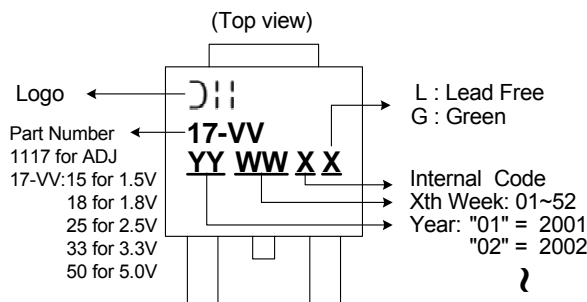 (Top view)
Logo
L : Lead Free
G : Green
Part Number
17-VV
1117 for ADJ
YY WW X X
17-VV:15 for 1.5V
18 for 1.8V
25 for 2.5V
33 for 3.3V
50 for 5.0V
Internal Code
Xth Week: 01~52
Year: "01" = 2001
"02" = 2002
~